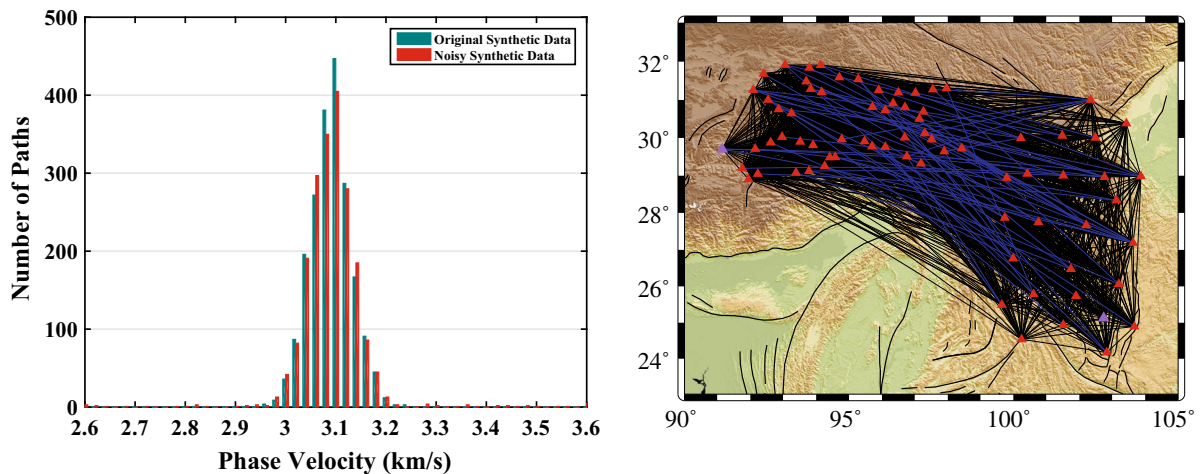 Number of Paths
500
400
300
200
100
0
Original Synthetic Data
Noisy Synthetic Data
2.6 2.7 2.8 2.9 3 3.1 3.2 3.3 3.4 3.5 3.6
Phase Velocity (km/s)
32°
30°
28°
26°
24°
90° 95° 100° 105°